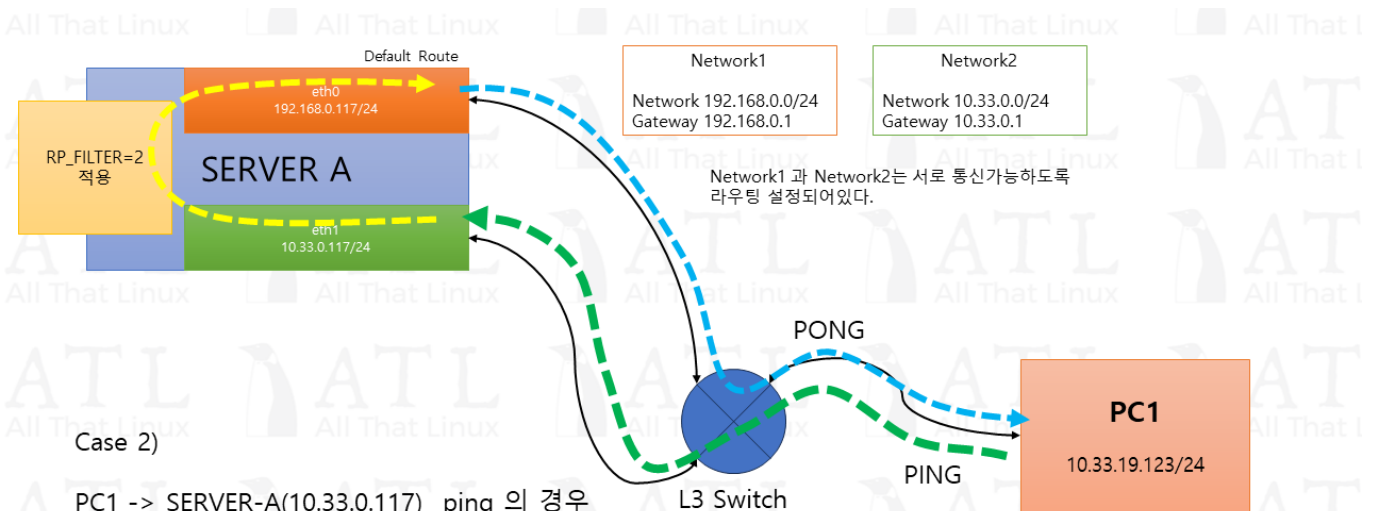 Default Route
eth0
192.168.0.117/24
RP_FILTER=2
적용
SERVER A
eth1
10.33.0.117/24
Network1
Network 192.168.0.0/24
Gateway 192.168.0.1
Network2
Network 10.33.0.0/24
Gateway 10.33.0.1
Network1 과 Network2는 서로 통신가능하도록
라우팅 설정되어있다.
PONG
PING
L3 Switch
PC1
10.33.19.123/24
Case 2)
PC1 -> SERVER-A(10.33.0.117) ping 의 경우
ATL
All That Linux